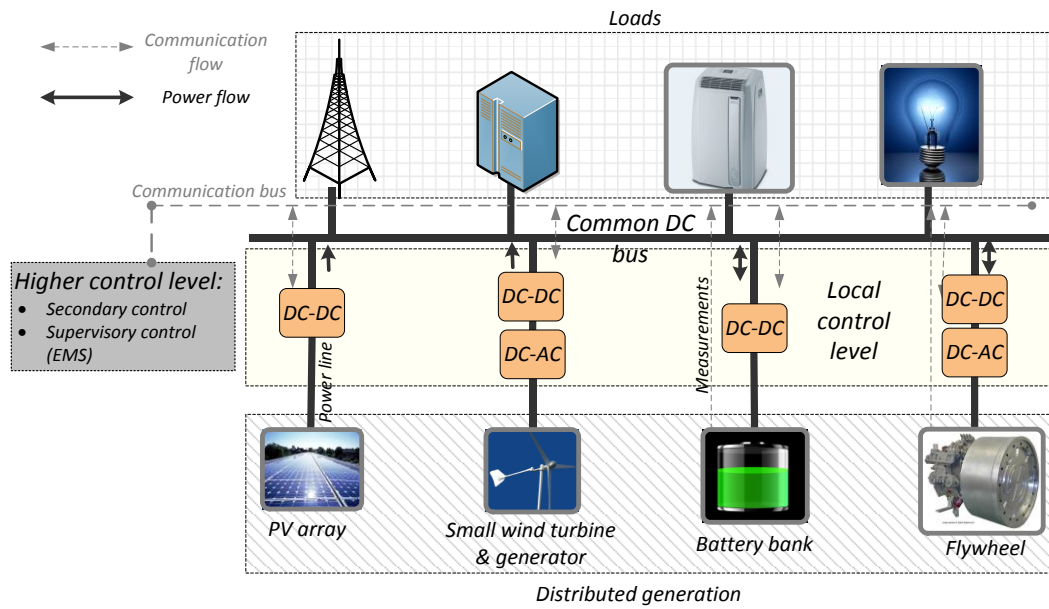 Loads
Communication
flow
Power flow
Communication bus
Common DC
bus
Higher control level:
• Secondary control
• Supervisory control
(EMS)
DC-DC
DC-DC
DC-AC
DC-DC
DC-DC
DC-AC
Local
control
level
Power line
Measurements
PV array
Small wind turbine
& generator
Battery bank
Flywheel
Distributed generation